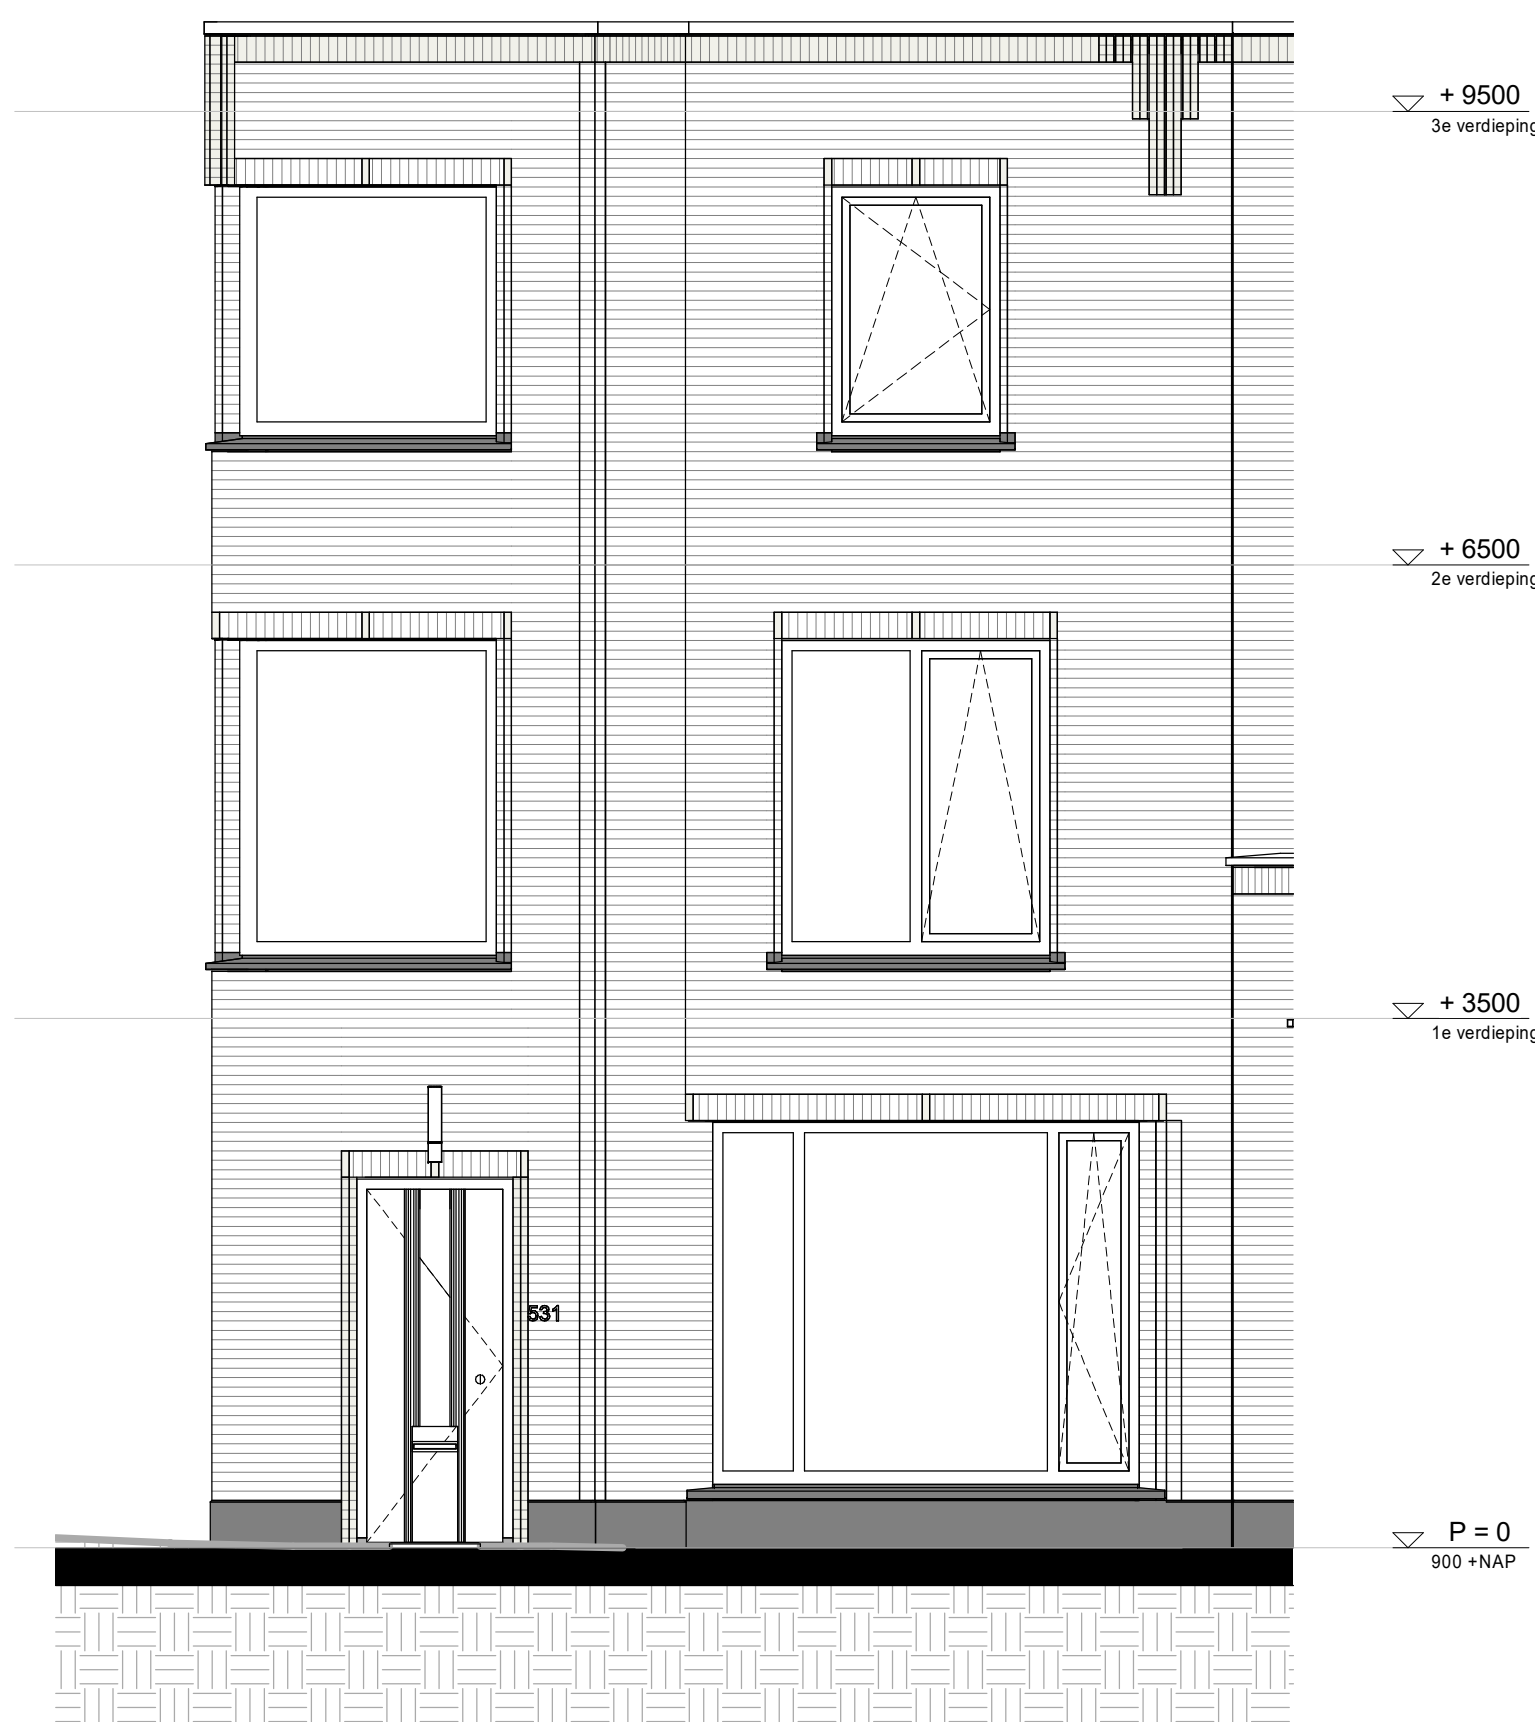 + 9500
3e verdieping
+ 6500
2e verdieping
+ 3500
1e verdieping
531
P = 0
900 +NAP